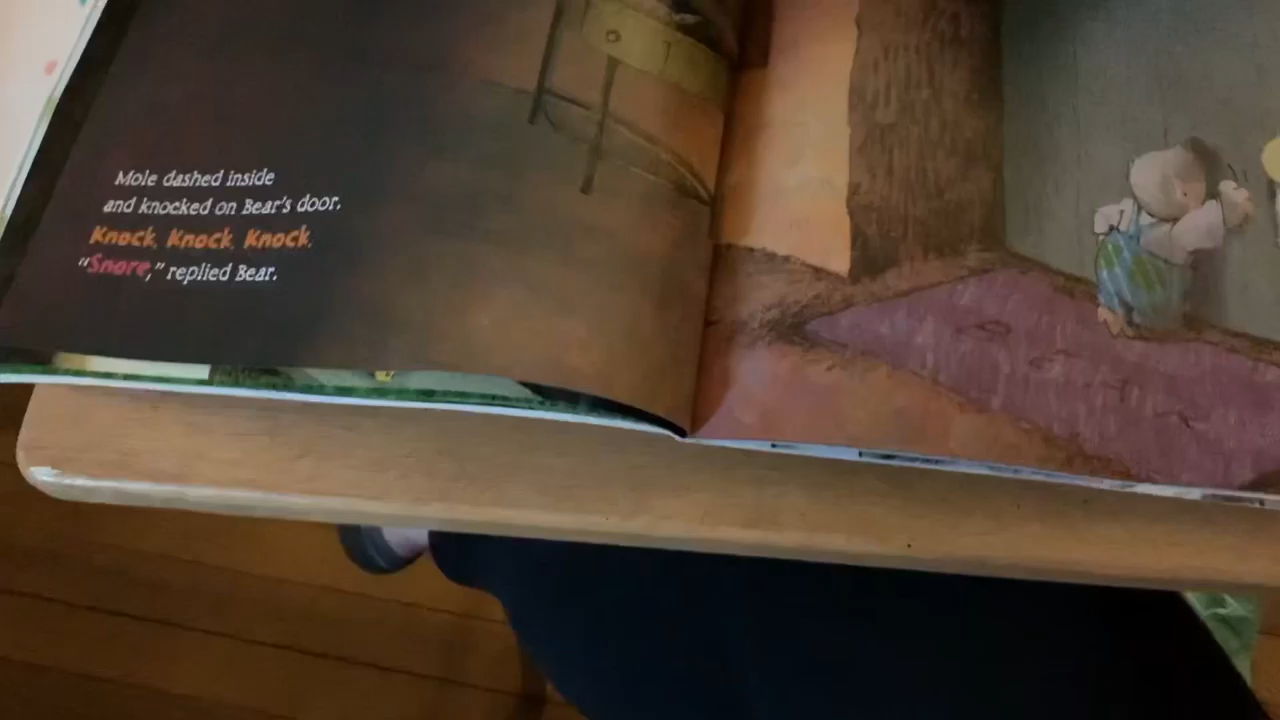 Mole dashed inside
and knocked on Bear's door.
Knock, Knock, Knock.
"Snore," replied Bear.